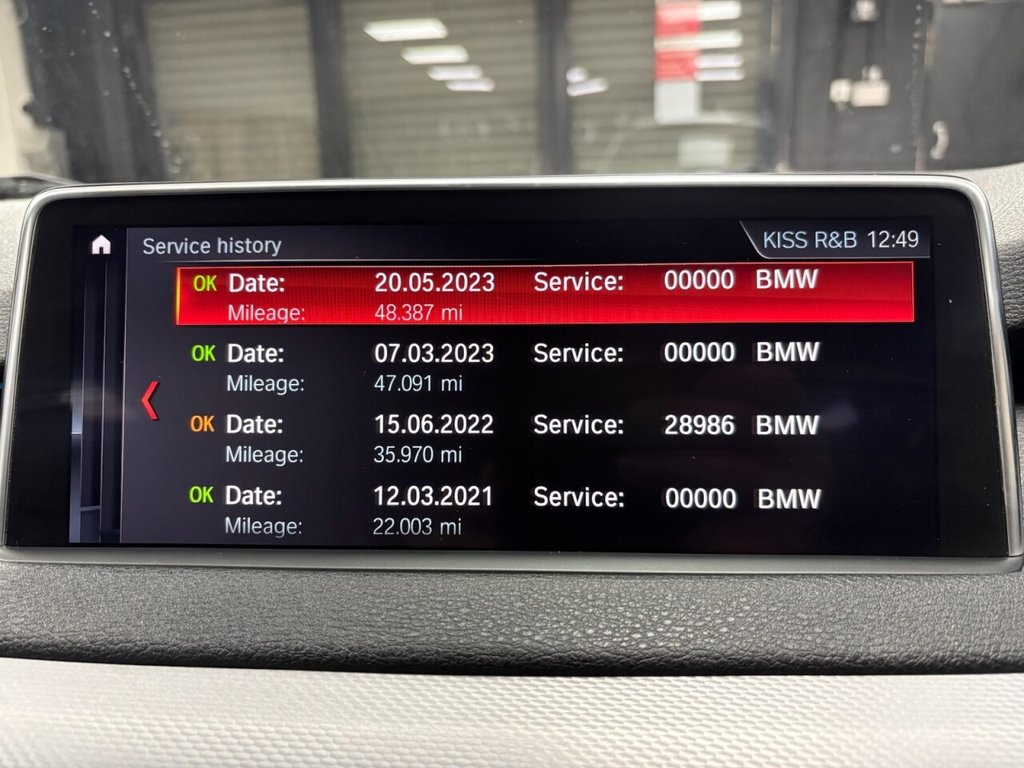 Service history KISS R&B 12:49
OK Date: 20.05.2023 Service: 00000 BMW
Mileage: 48.387 mi
OK Date: 07.03.2023 Service: 00000 BMW
Mileage: 47.091 mi
OK Date: 15.06.2022 Service: 28986 BMW
Mileage: 35.970 mi
OK Date: 12.03.2021 Service: 00000 BMW
Mileage: 22.003 mi